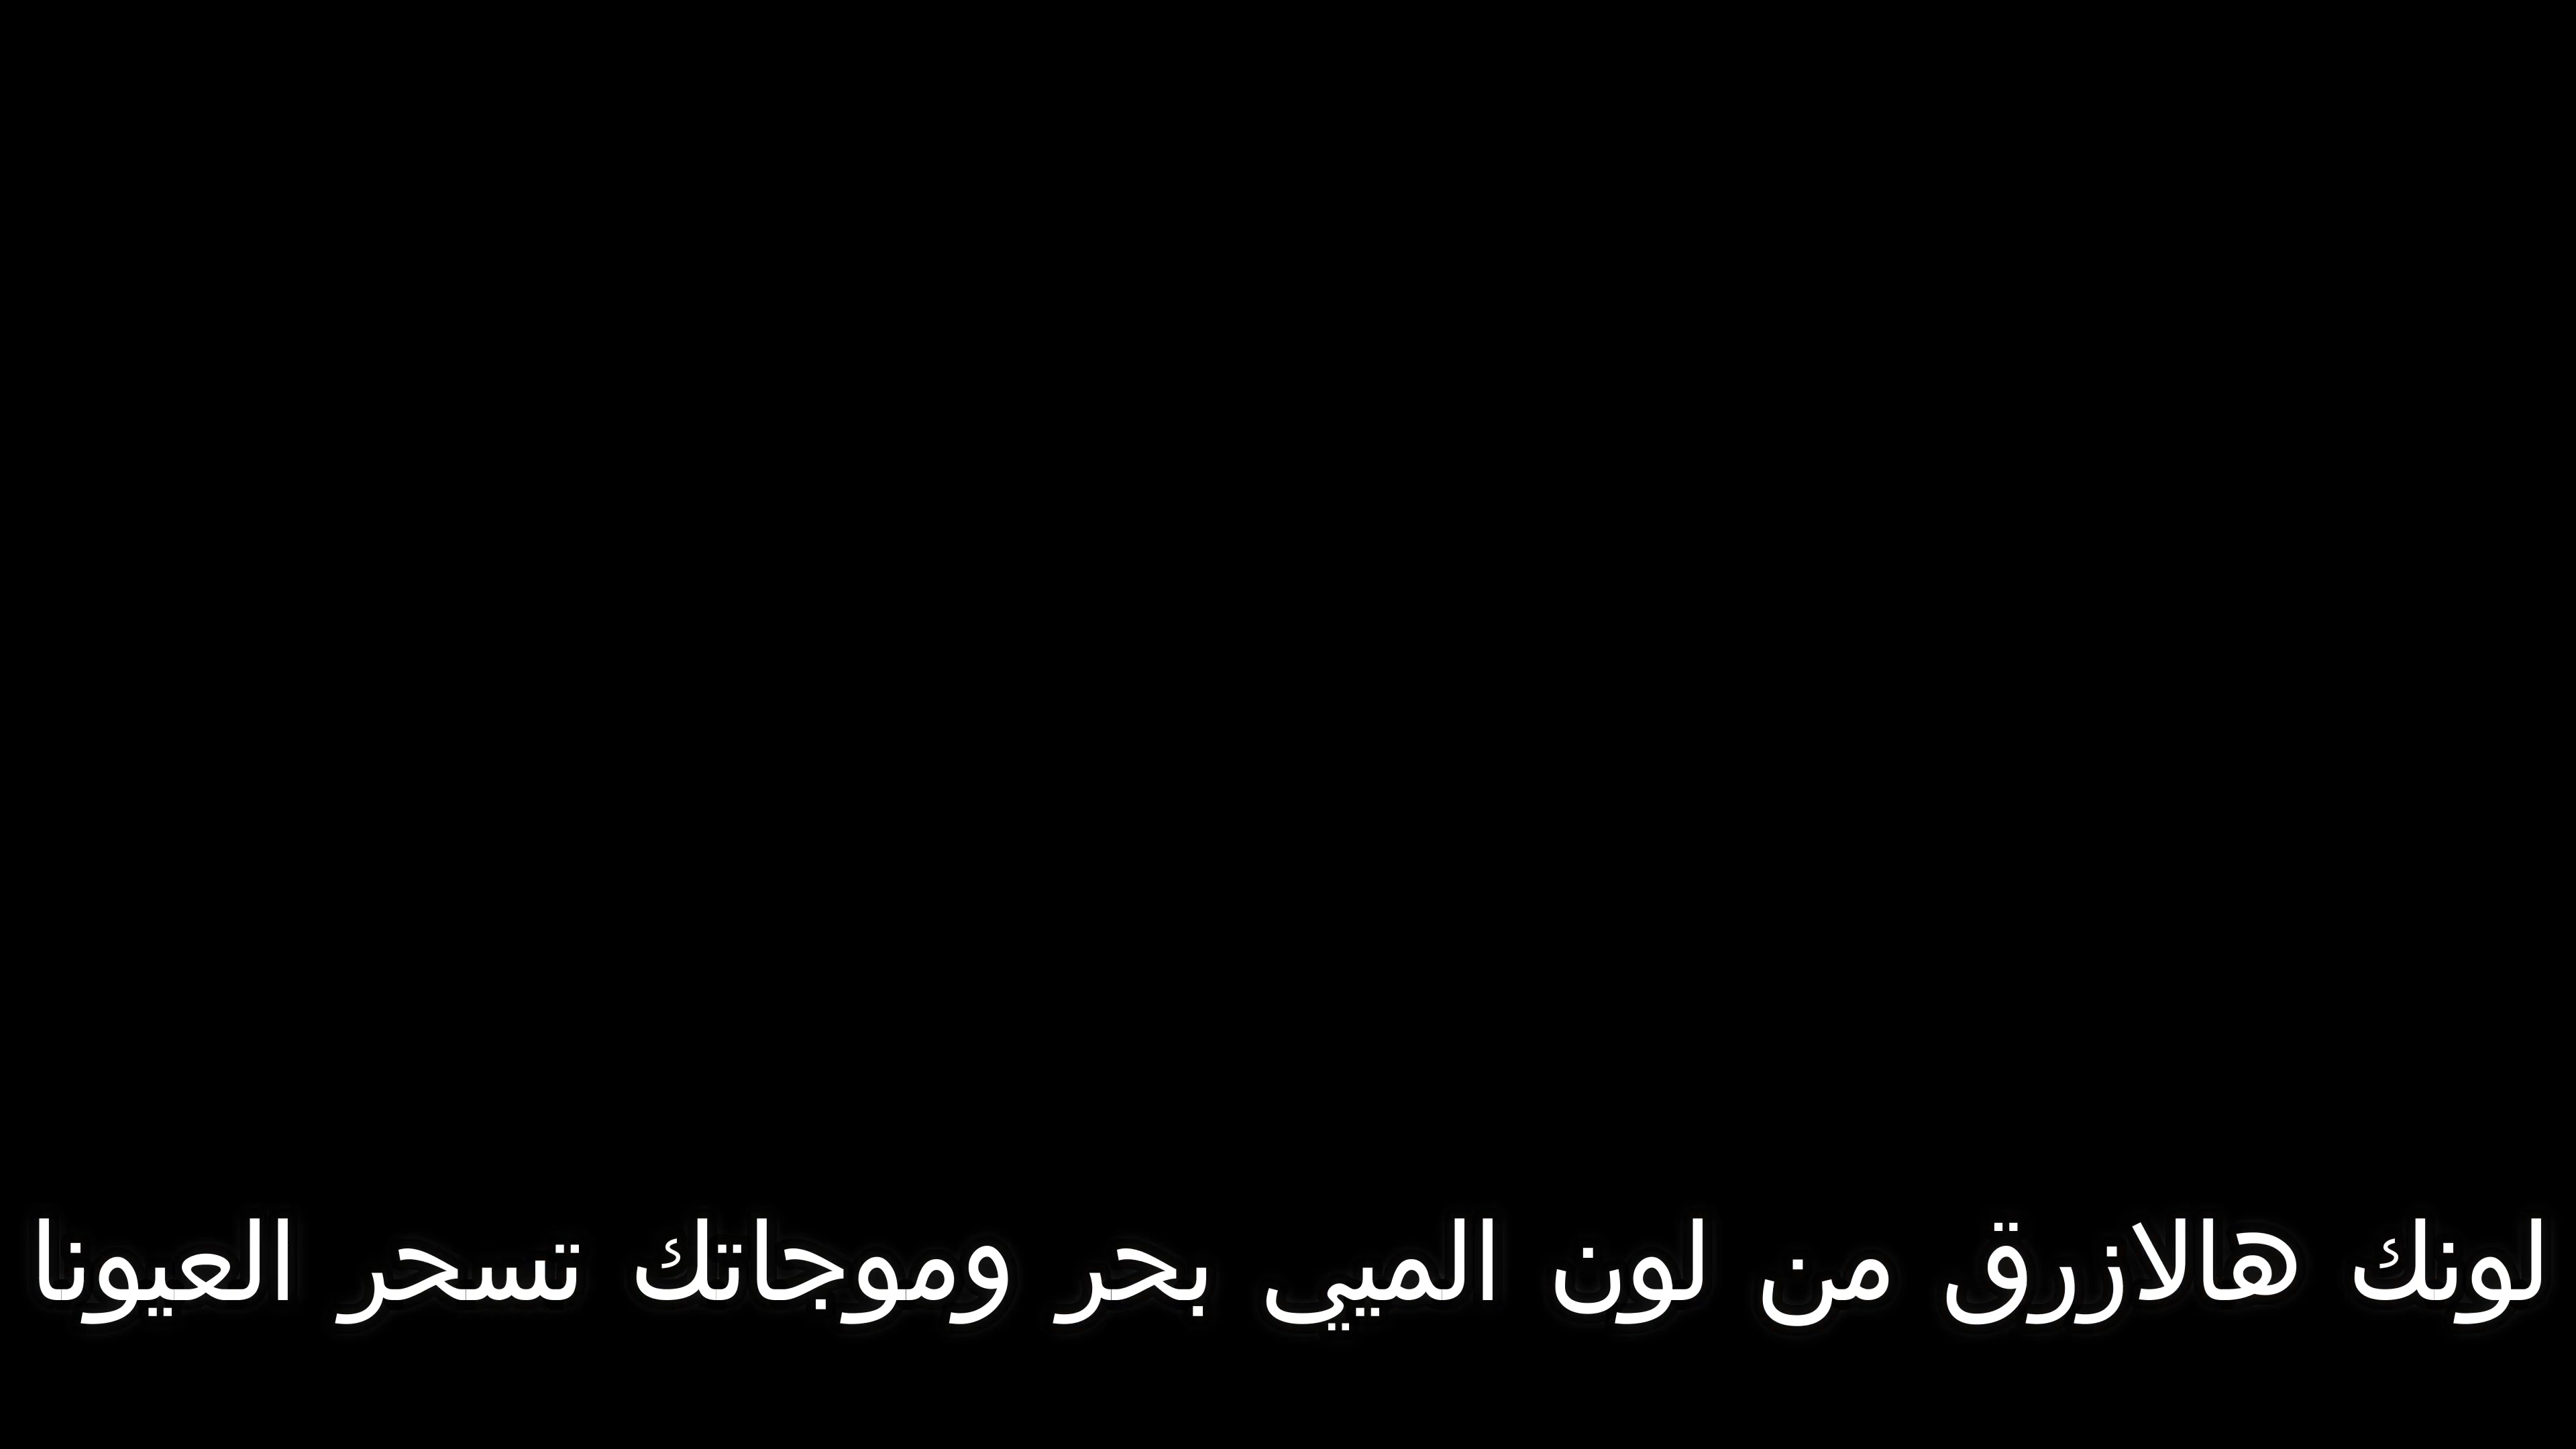 لونك هالازرق من لون الميي بحر وموجاتك تسحر العيونا